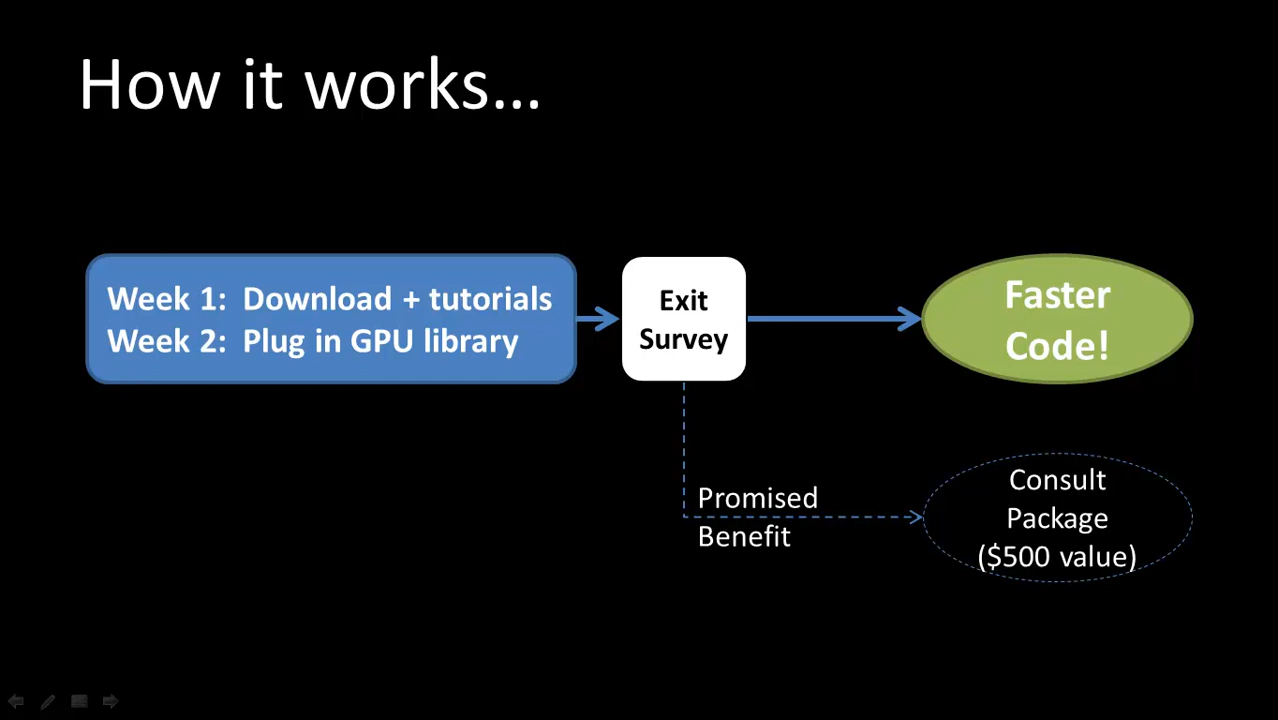 How it works...
Week 1: Download + tutorials
Week 2: Plug in GPU library
Exit
Survey
Faster
Code!
Promised
Benefit
Consult
Package
($500 value)